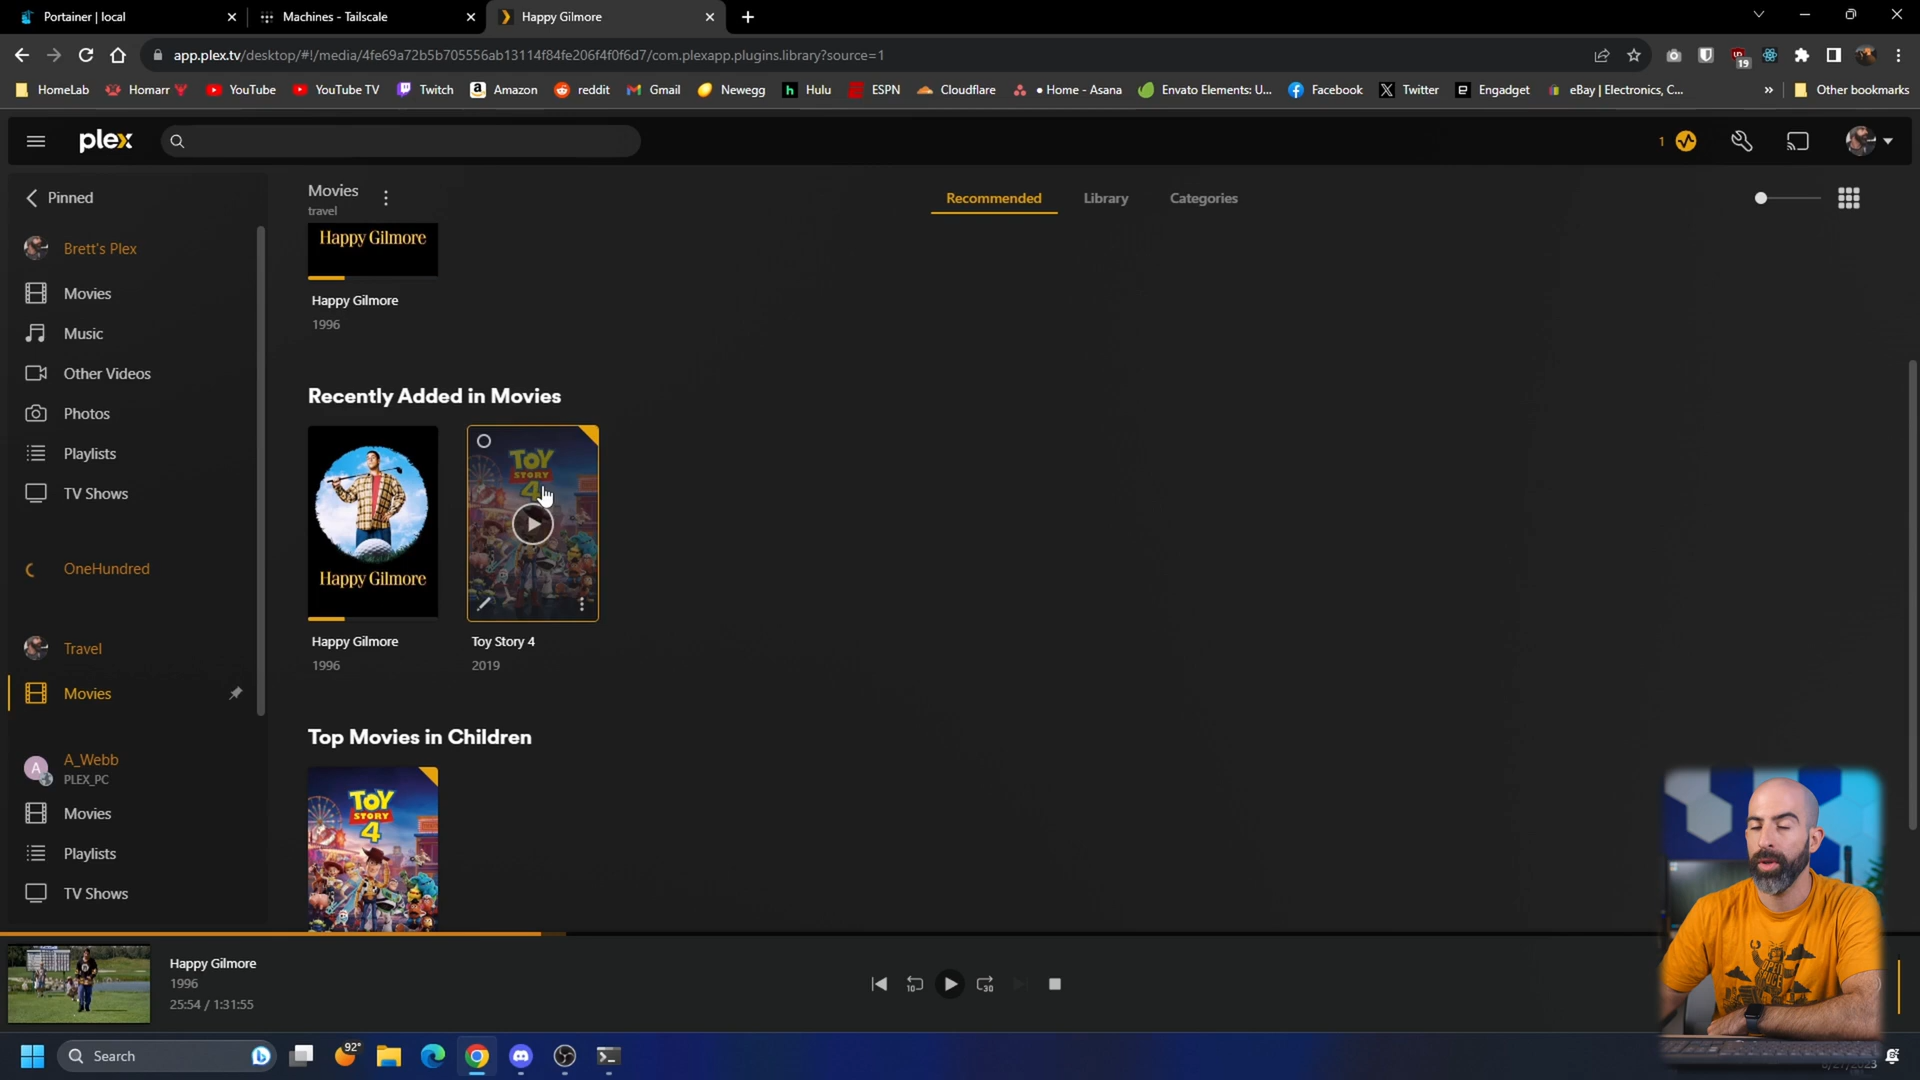 Portainer | local
Machines - Tailscale
Happy Gilmore
app.plex.tv/desktop/#!/media/4fe69a72b5b705556ab13114f84fe206f4f0f6d7/com.plexapp.plugins.library?source=1
19
HomeLab
Homarr
YouTube
YouTube TV
Twitch
Amazon
reddit
Gmail
Newegg
Hulu
ESPN
Cloudflare
• Home - Asana
Envato Elements: U...
Facebook
Twitter
Engadget
eBay | Electronics, C...
»
Other bookmarks
plex
1
Pinned
Movies
travel
Recommended
Library
Categories
Brett's Plex
Movies
Music
Other Videos
Photos
Playlists
TV Shows
OneHundred
Travel
Movies
A
A_Webb
PLEX_PC
Movies
Playlists
TV Shows
Happy Gilmore
Happy Gilmore
1996
Recently Added in Movies
Happy Gilmore
Happy Gilmore
1996
TOY
STORY
4
Toy Story 4
2019
Top Movies in Children
TOY
STORY
4
Happy Gilmore
1996
25:54 / 1:31:55
10
30
Search
92°